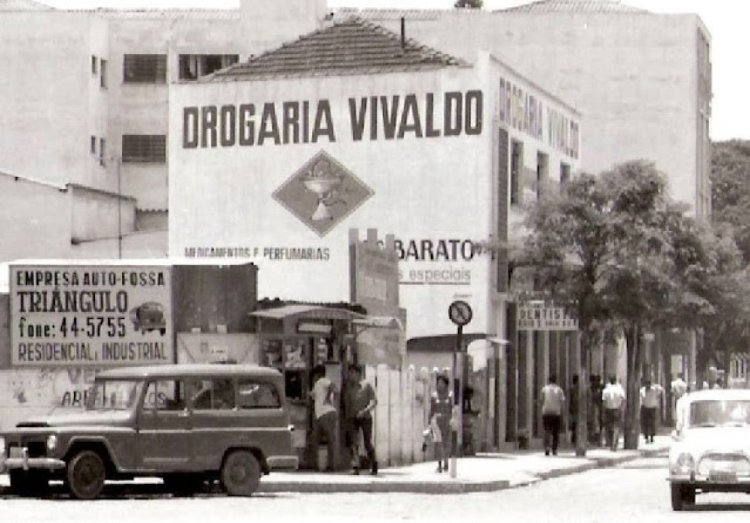 DROGARIA VIVALDO
DROGARIA VIVALDO
MEDICAMENTOS E PERFUMARIAS
BARATO
especiais
EMPRESA AUTO-FOSSA
TRIÂNGULO
fone: 44-5755
RESIDENCIAL E INDUSTRIAL
DENTISTA